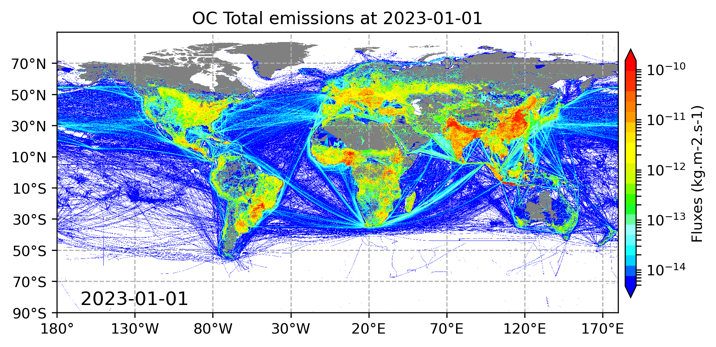 OC Total emissions at 2023-01-01
70°N
50°N
30°N
10°N
10°S
30°S
50°S
70°S
90°S
2023-01-01
180° 130°W 80°W 30°W 20°E 70°E 120°E 170°E
10⁻¹⁰
10⁻¹¹
10⁻¹²
10⁻¹³
10⁻¹⁴
Fluxes (kg.m-2.s-1)